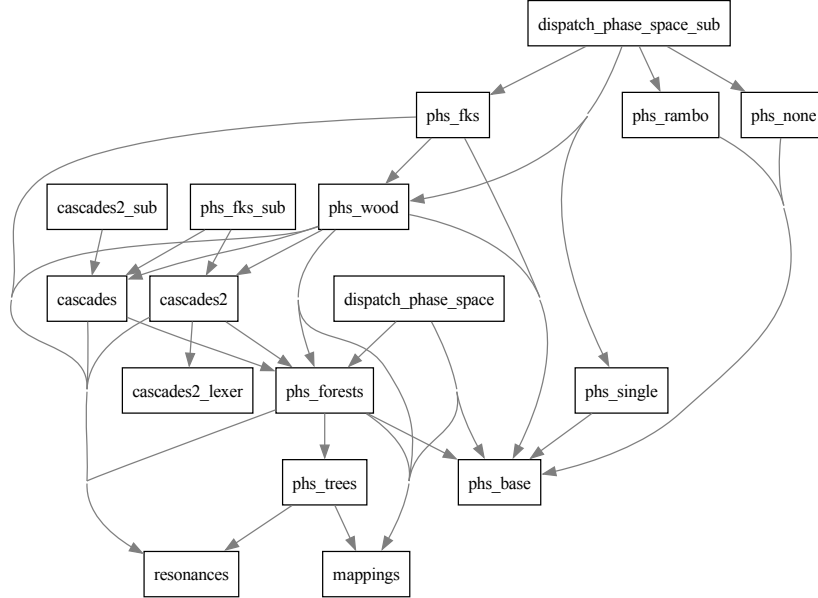 dispatch_phase_space_sub
phs_fks
phs_rambo
phs_none
cascades2_sub
phs_fks_sub
phs_wood
cascades
cascades2
dispatch_phase_space
cascades2_lexer
phs_forests
phs_single
phs_trees
phs_base
resonances
mappings